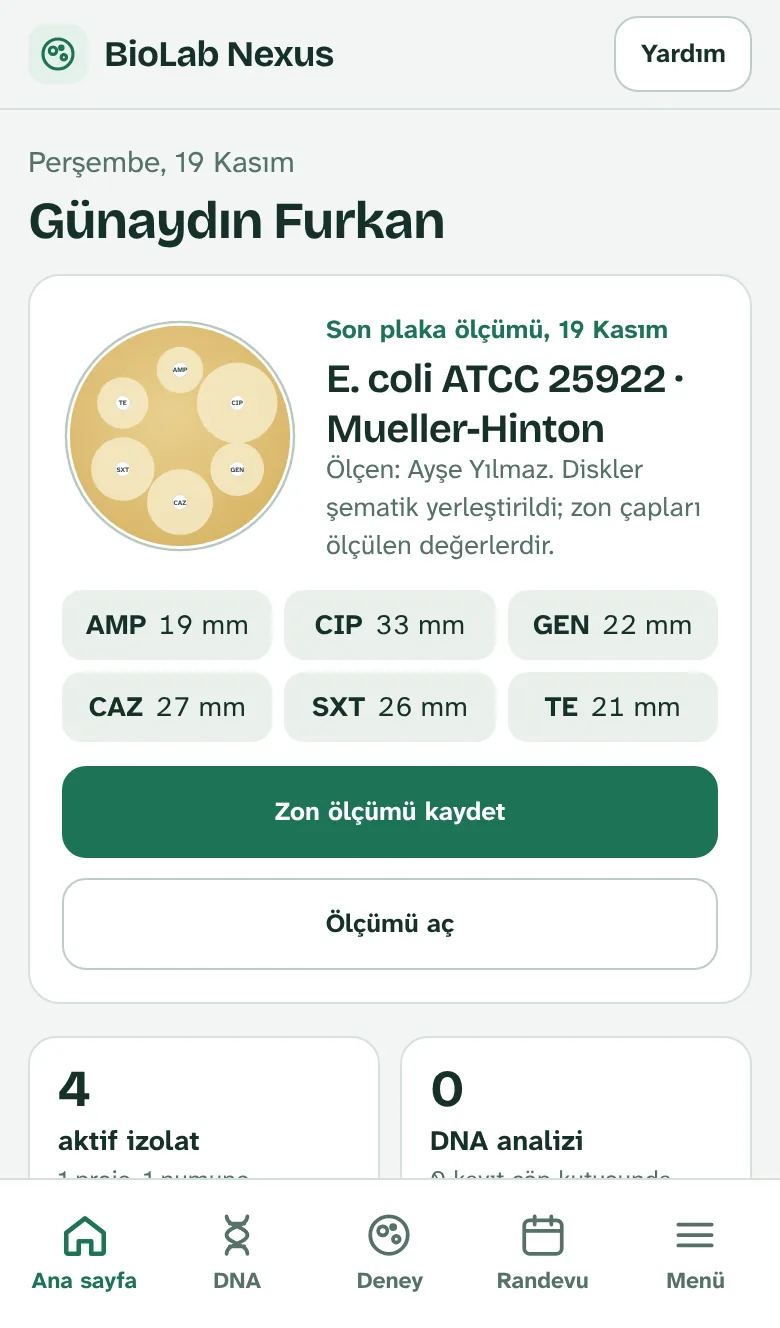 BioLab Nexus
Yardım
Perşembe, 19 Kasım
Günaydın Furkan
AMP
TE
CIP
SXT
GEN
CAZ
Son plaka ölçümü, 19 Kasım
E. coli ATCC 25922 ·
Mueller-Hinton
Ölçen: Ayşe Yılmaz. Diskler
şematik yerleştirildi; zon çapları
ölçülen değerlerdir.
AMP 19 mm
CIP 33 mm
GEN 22 mm
CAZ 27 mm
SXT 26 mm
TE 21 mm
Zon ölçümü kaydet
Ölçümü aç
4
aktif izolat
0
DNA analizi
Ana sayfa
DNA
Deney
Randevu
Menü